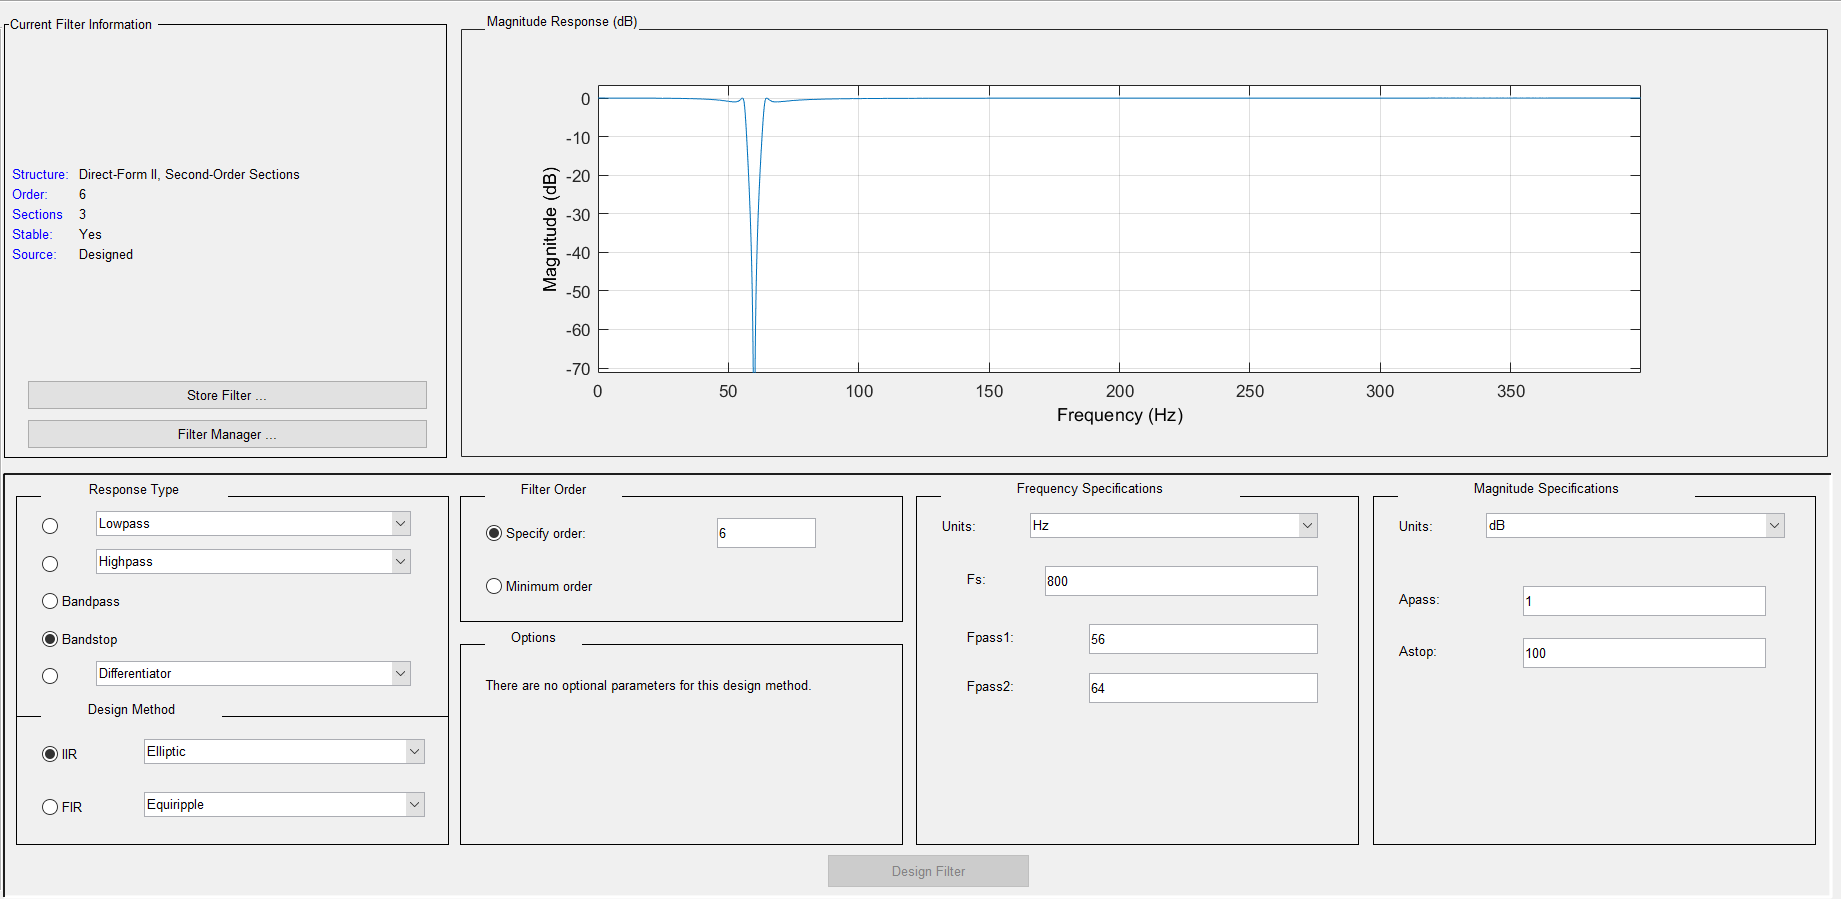 Current Filter Information
Structure: Direct-Form II, Second-Order Sections
Order: 6
Sections 3
Stable: Yes
Source: Designed
Store Filter ...
Filter Manager ...
Magnitude Response (dB)
0
-10
-20
-30
-40
-50
-60
-70
Magnitude (dB)
0 50 100 150 200 250 300 350
Frequency (Hz)
Response Type
Lowpass
Highpass
Bandpass
Bandstop
Differentiator
Design Method
IIR Elliptic
FIR Equiripple
Filter Order
Specify order: 6
Minimum order
Options
There are no optional parameters for this design method.
Frequency Specifications
Units: Hz
Fs: 800
Fpass1: 56
Fpass2: 64
Magnitude Specifications
Units: dB
Apass: 1
Astop: 100
Design Filter